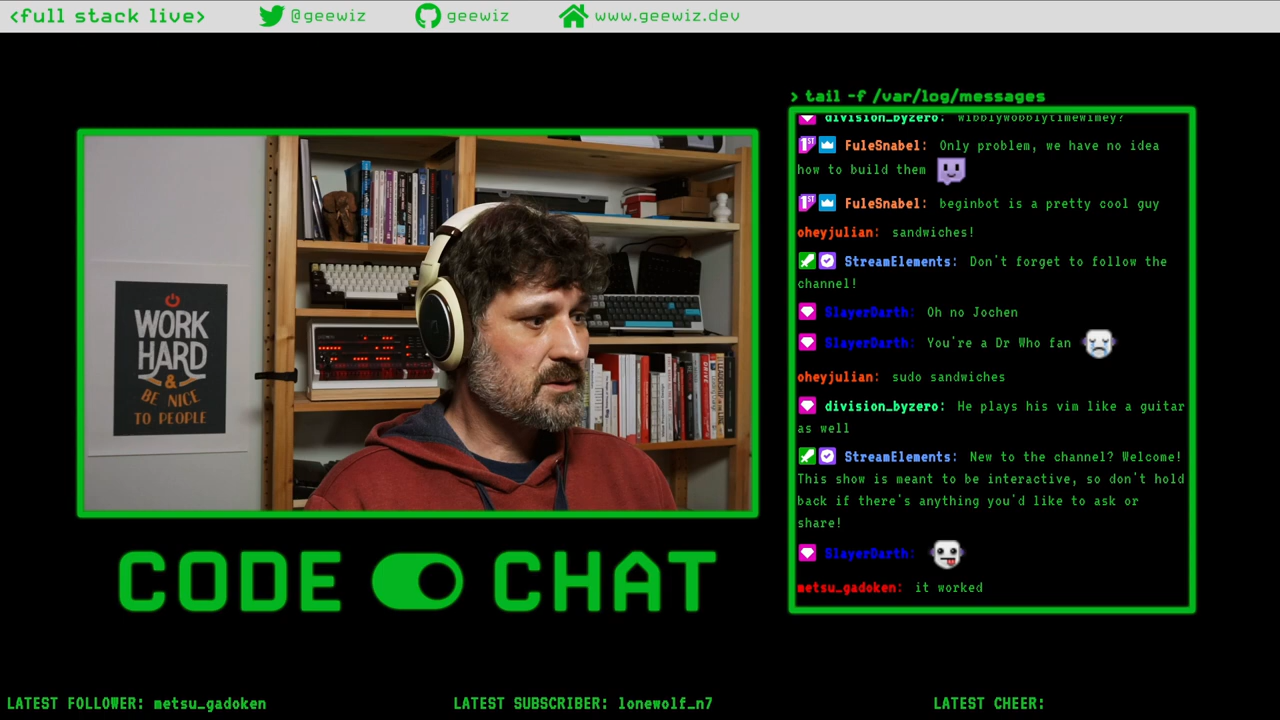 <full stack live> @geewiz geewiz www.geewiz.dev
> tail -f /var/log/messages
division_byzero: wibblywobblytimewimey?
1ST FuleSnabel: Only problem, we have no idea
how to build them
1ST FuleSnabel: beginbot is a pretty cool guy
oheyjulian: sandwiches!
StreamElements: Don't forget to follow the
channel!
SlayerDarth: Oh no Jochen
SlayerDarth: You're a Dr Who fan
oheyjulian: sudo sandwiches
division_byzero: He plays his vim like a guitar
as well
StreamElements: New to the channel? Welcome!
This show is meant to be interactive, so don't hold
back if there's anything you'd like to ask or
share!
SlayerDarth:
metsu_gadoken: it worked
WORK
HARD
&
BE NICE
TO PEOPLE
DRIVE
CODE CHAT
LATEST FOLLOWER: metsu_gadoken LATEST SUBSCRIBER: lonewolf_n7 LATEST CHEER: